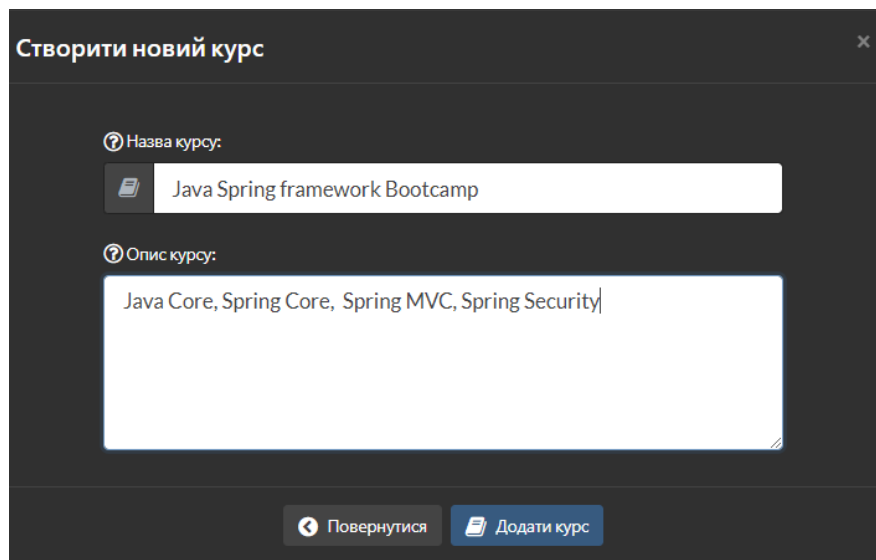 Створити новий курс
×
Назва курсу:
Java Spring framework Bootcamp
Опис курсу:
Java Core, Spring Core,  Spring MVC, Spring Security
Повернутися
Додати курс